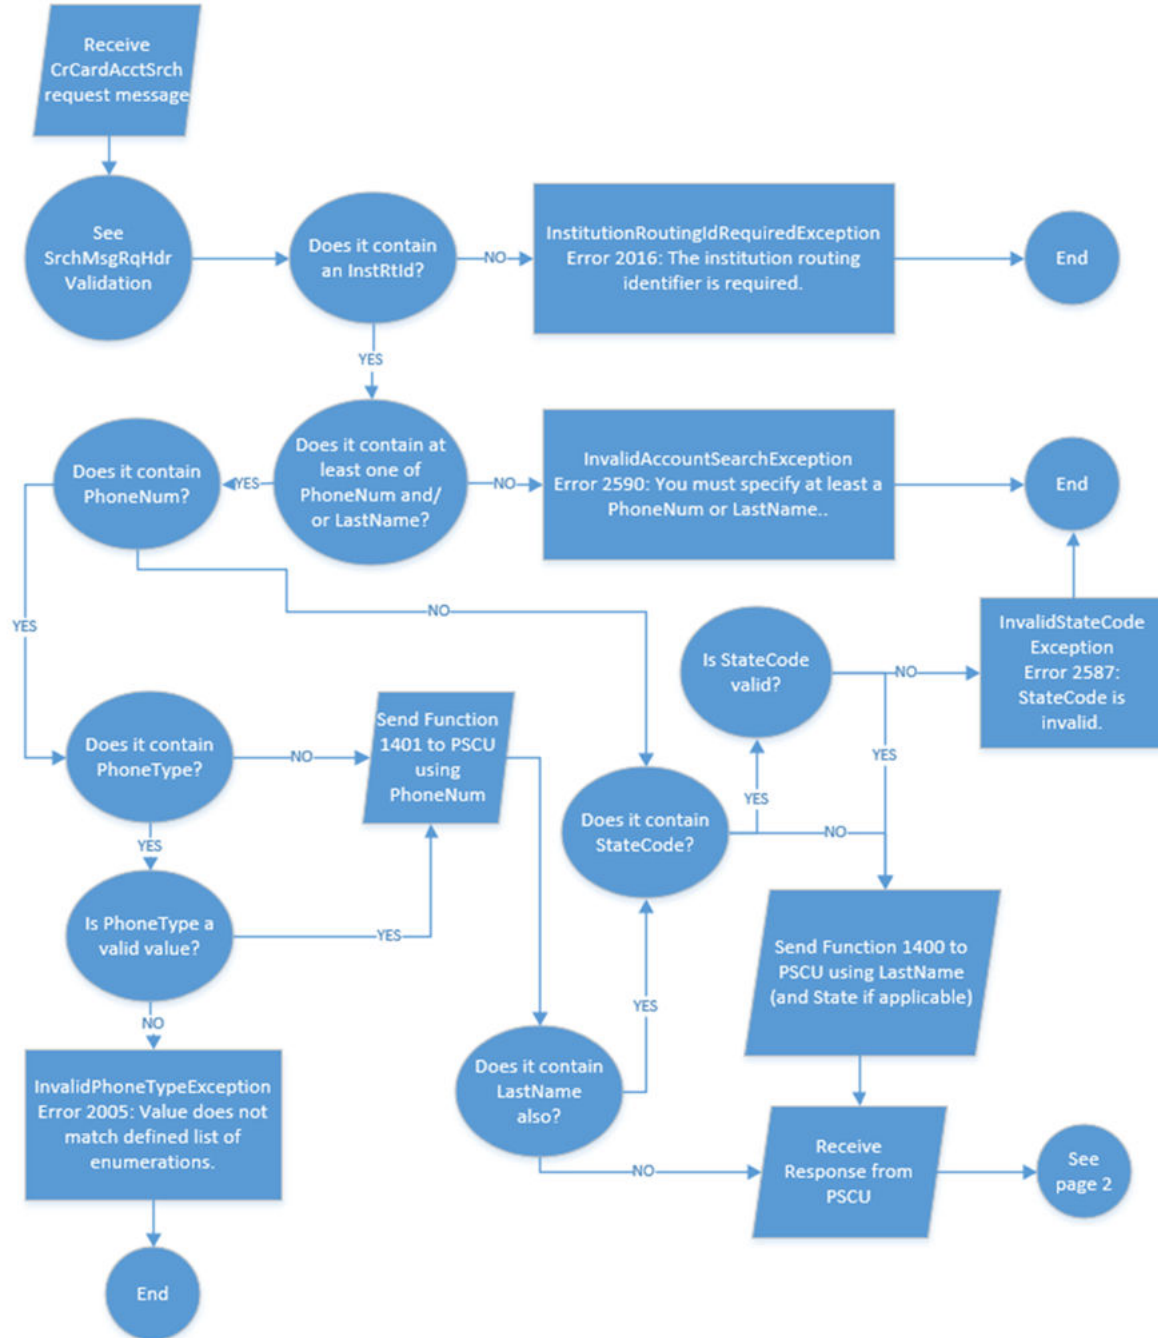 Receive
CrCardAcctSrch
request message
See
SrchMsgRqHdr
Validation
Does it contain
an InstRtId?
NO
InstitutionRoutingIdRequiredException
Error 2016: The institution routing
identifier is required.
End
YES
Does it contain
PhoneNum?
YES
Does it contain at
least one of
PhoneNum and/
or LastName?
NO
InvalidAccountSearchException
Error 2590: You must specify at least a
PhoneNum or LastName..
End
YES
NO
Is StateCode
valid?
NO
InvalidStateCode
Exception
Error 2587:
StateCode is
invalid.
Does it contain
PhoneType?
NO
Send Function
1401 to PSCU
using
PhoneNum
YES
YES
Does it contain
StateCode?
NO
YES
Is PhoneType a
valid value?
YES
Send Function 1400 to
PSCU using LastName
(and State if applicable)
YES
NO
InvalidPhoneTypeException
Error 2005: Value does not
match defined list of
enumerations.
Does it contain
LastName
also?
NO
Receive
Response from
PSCU
See
page 2
End